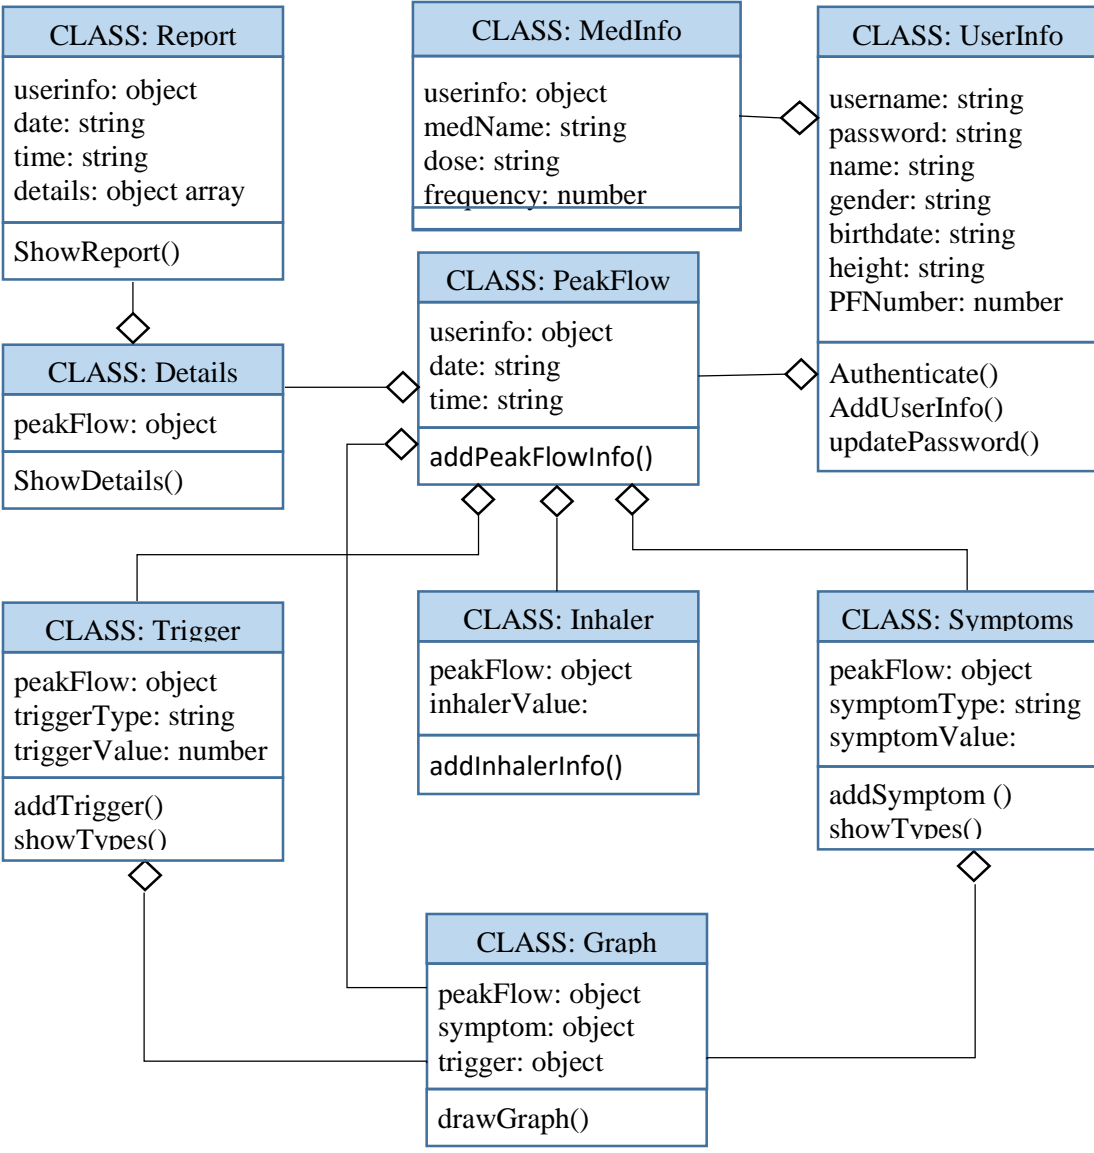 CLASS: Report
userinfo: object
date: string
time: string
details: object array
ShowReport()
CLASS: MedInfo
userinfo: object
medName: string
dose: string
frequency: number
CLASS: UserInfo
username: string
password: string
name: string
gender: string
birthdate: string
height: string
PFNumber: number
Authenticate()
AddUserInfo()
updatePassword()
CLASS: PeakFlow
userinfo: object
date: string
time: string
addPeakFlowInfo()
CLASS: Details
peakFlow: object
ShowDetails()
CLASS: Trigger
peakFlow: object
triggerType: string
triggerValue: number
addTrigger()
showTypes()
CLASS: Inhaler
peakFlow: object
inhalerValue:
addInhalerInfo()
CLASS: Symptoms
peakFlow: object
symptomType: string
symptomValue:
addSymptom ()
showTypes()
CLASS: Graph
peakFlow: object
symptom: object
trigger: object
drawGraph()